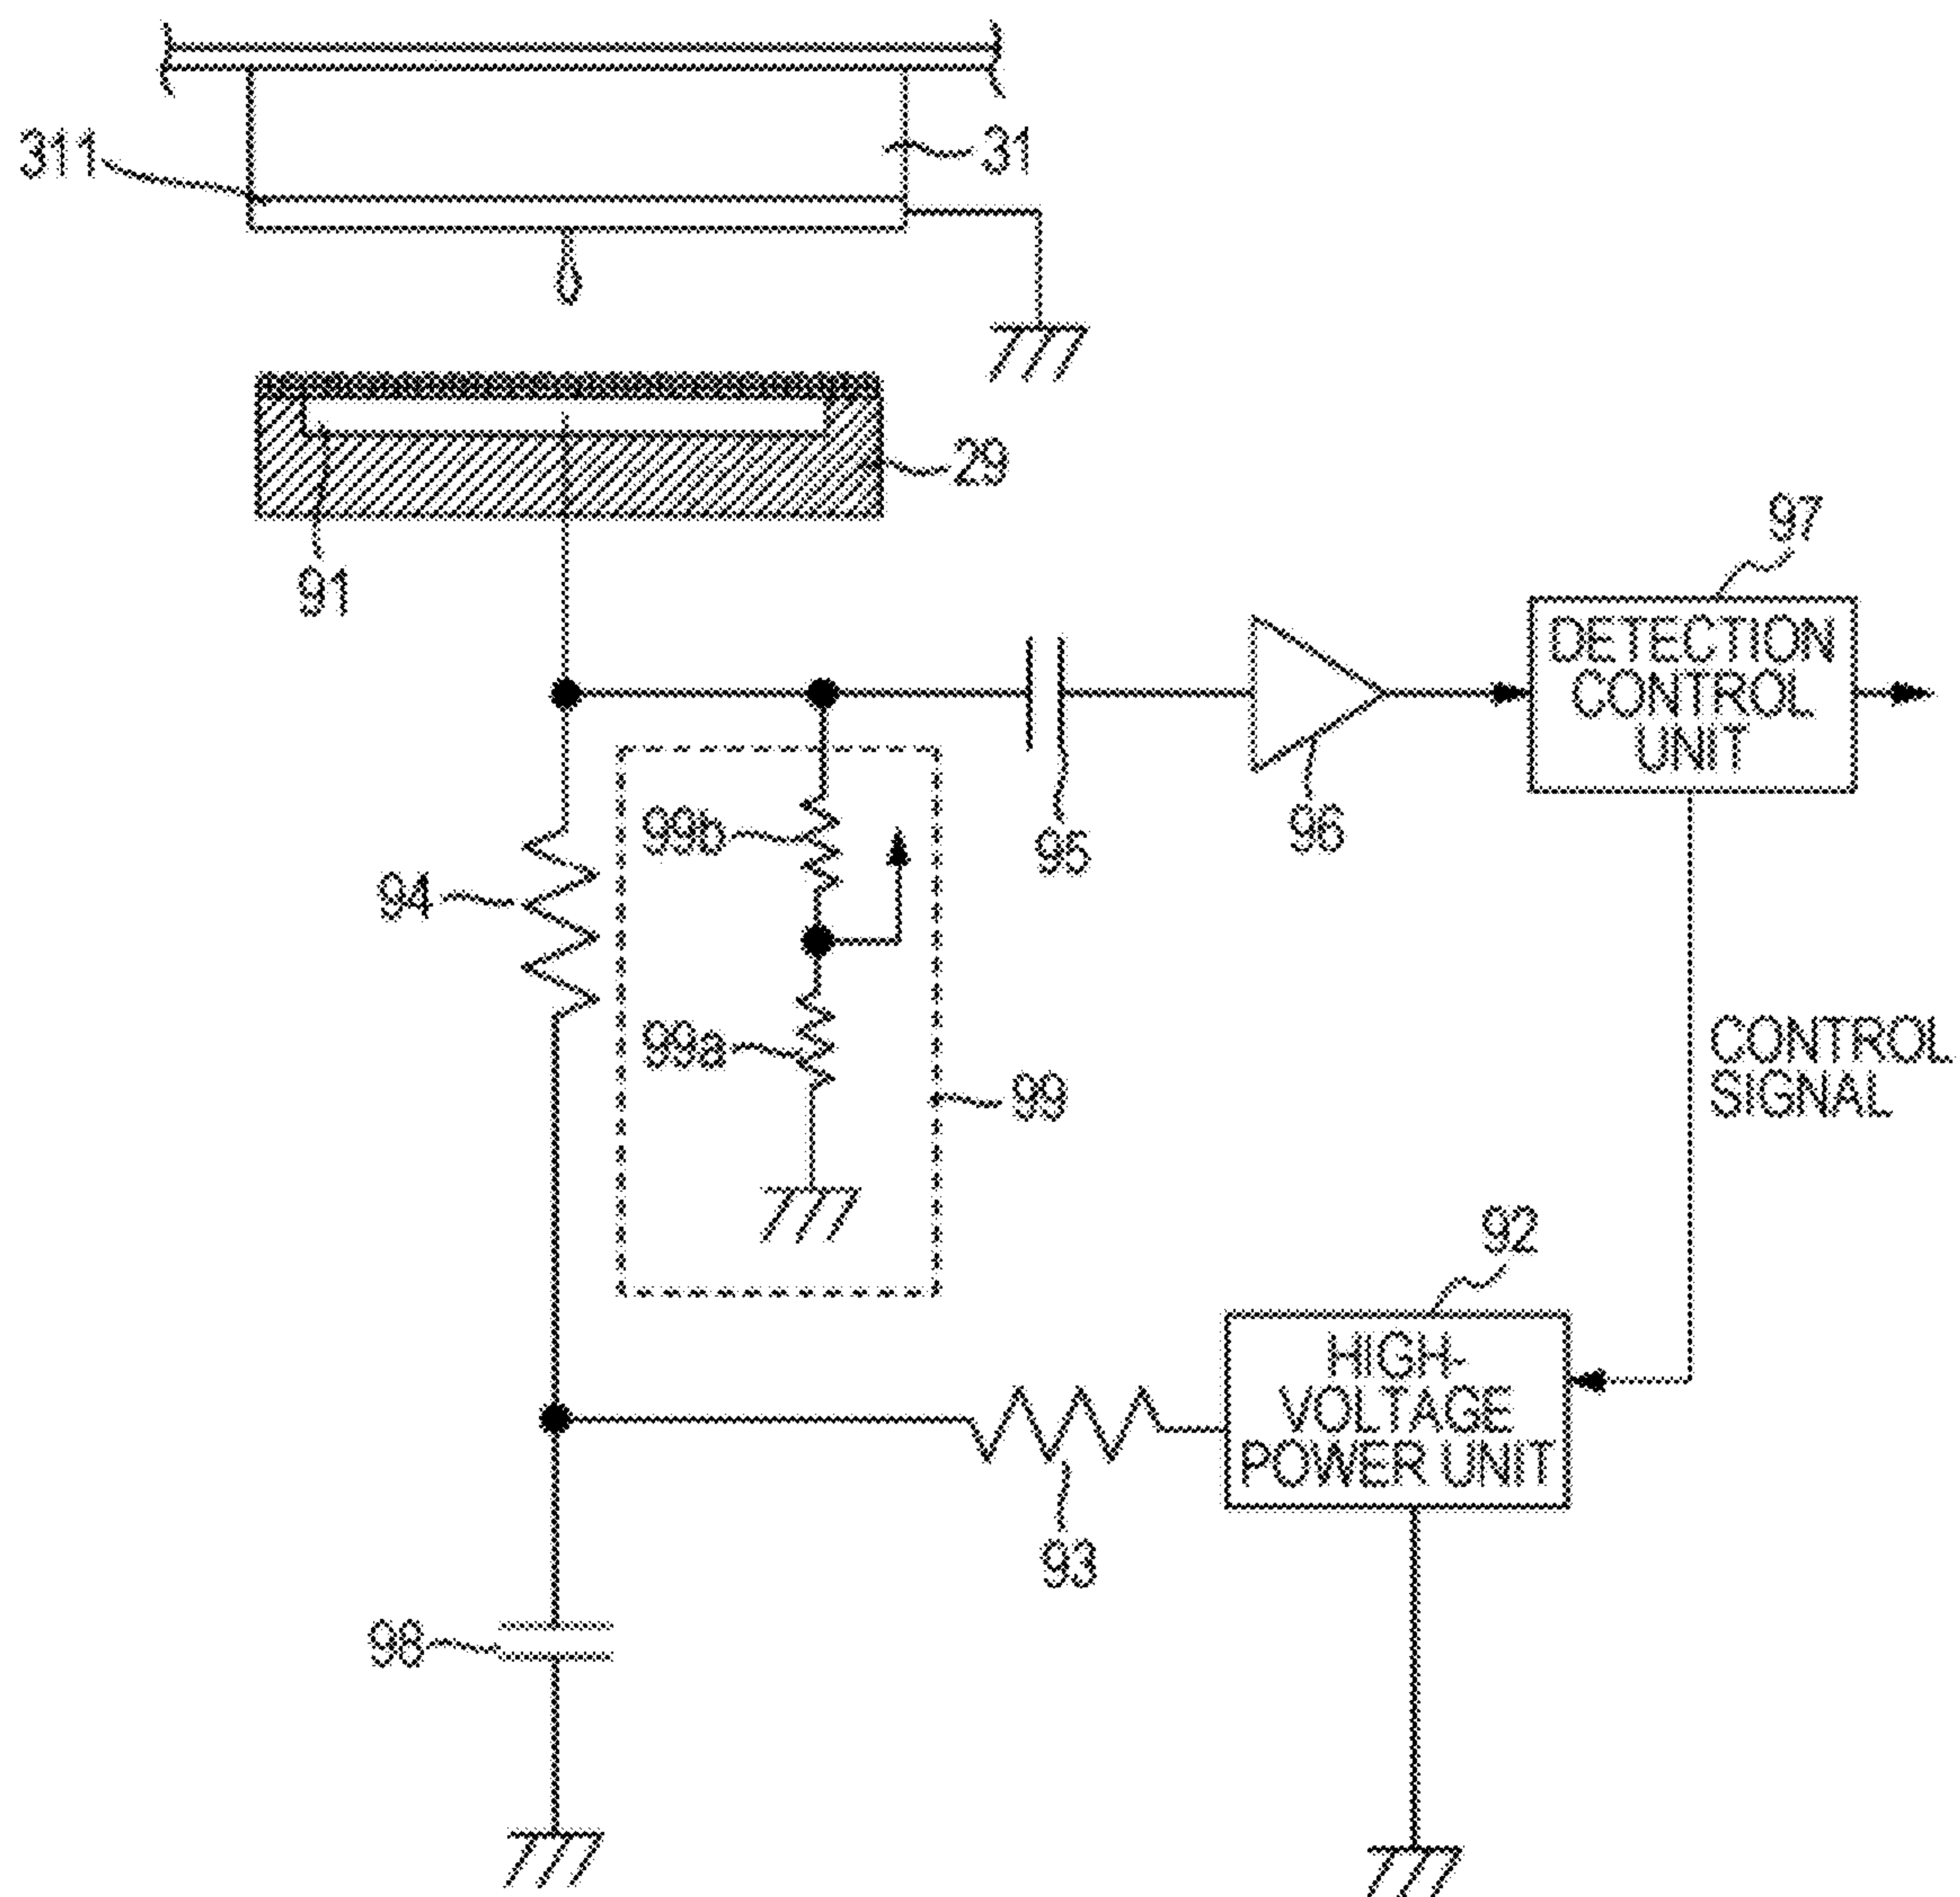 311
31
29
91
97
DETECTION
CONTROL
UNIT
99b
95
96
94
99a
99
CONTROL
SIGNAL
92
HIGH-
VOLTAGE
POWER UNIT
93
98